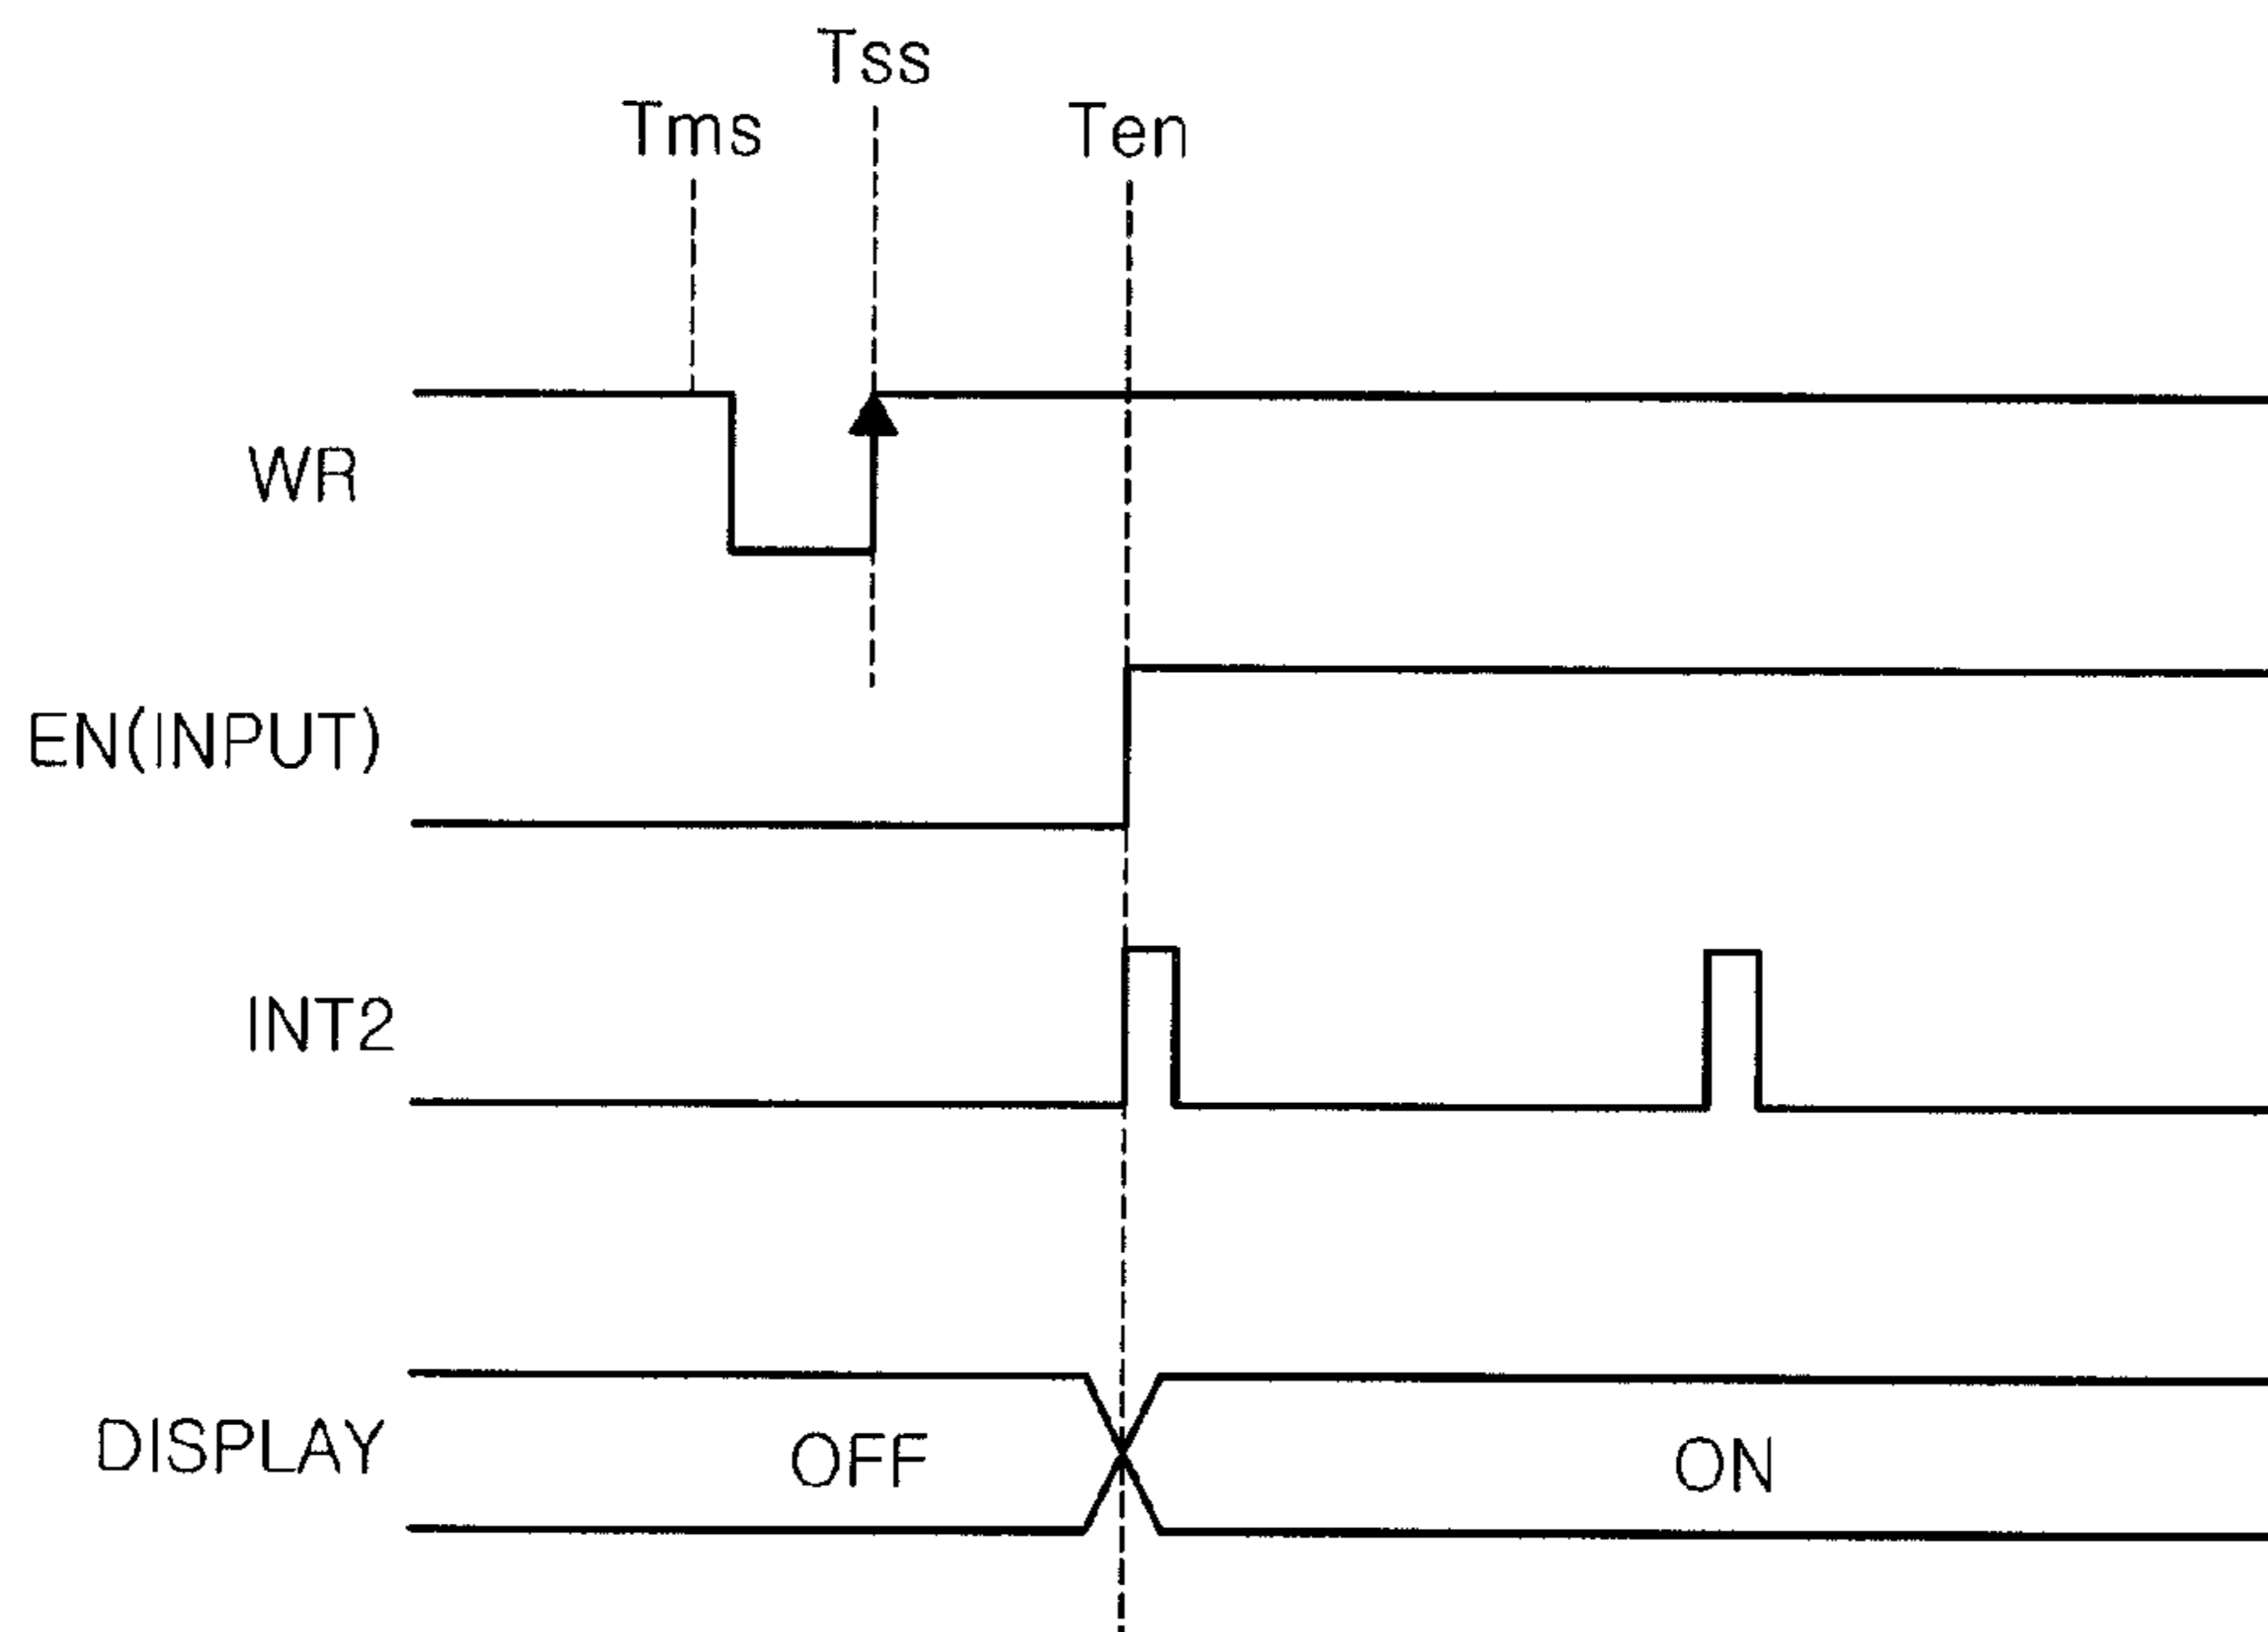 Tss
Tms
Ten
WR
EN(INPUT)
INT2
DISPLAY
OFF
ON